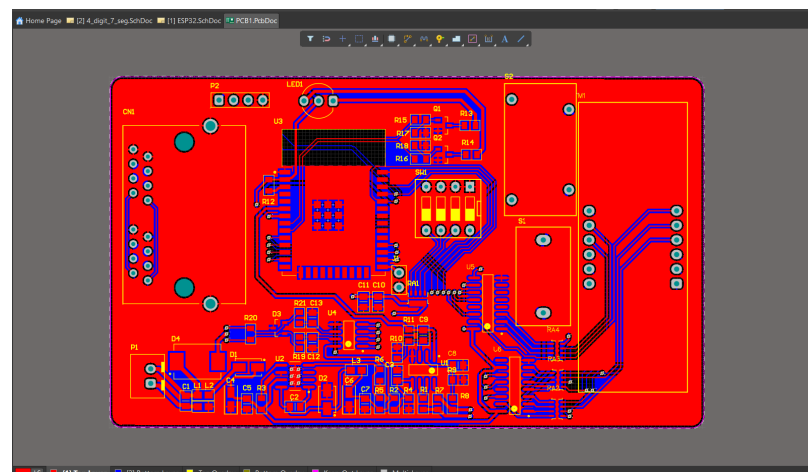 Home Page [2] 4_digit_7_seg.SchDoc [1] ESP32.SchDoc PCB1.PcbDoc
S2
P2
LED1
CN1
U3
R15
Q1
R13
R17
Q2
R18
R16
R14
SW1
R12
S1
J1
U5
C11 C10
RA1
R21 C13
D3
U4
R20
R11 C9
RA4
D4
R10
U6
P1
D1
U2
R19 C12
L3
R6
C3
U1
C8
R9
RA3
RA2
C1 L1 L2
C4
C5 R3
C2
D2
C6
C7 R5 R2 R4 R1 R7
R8